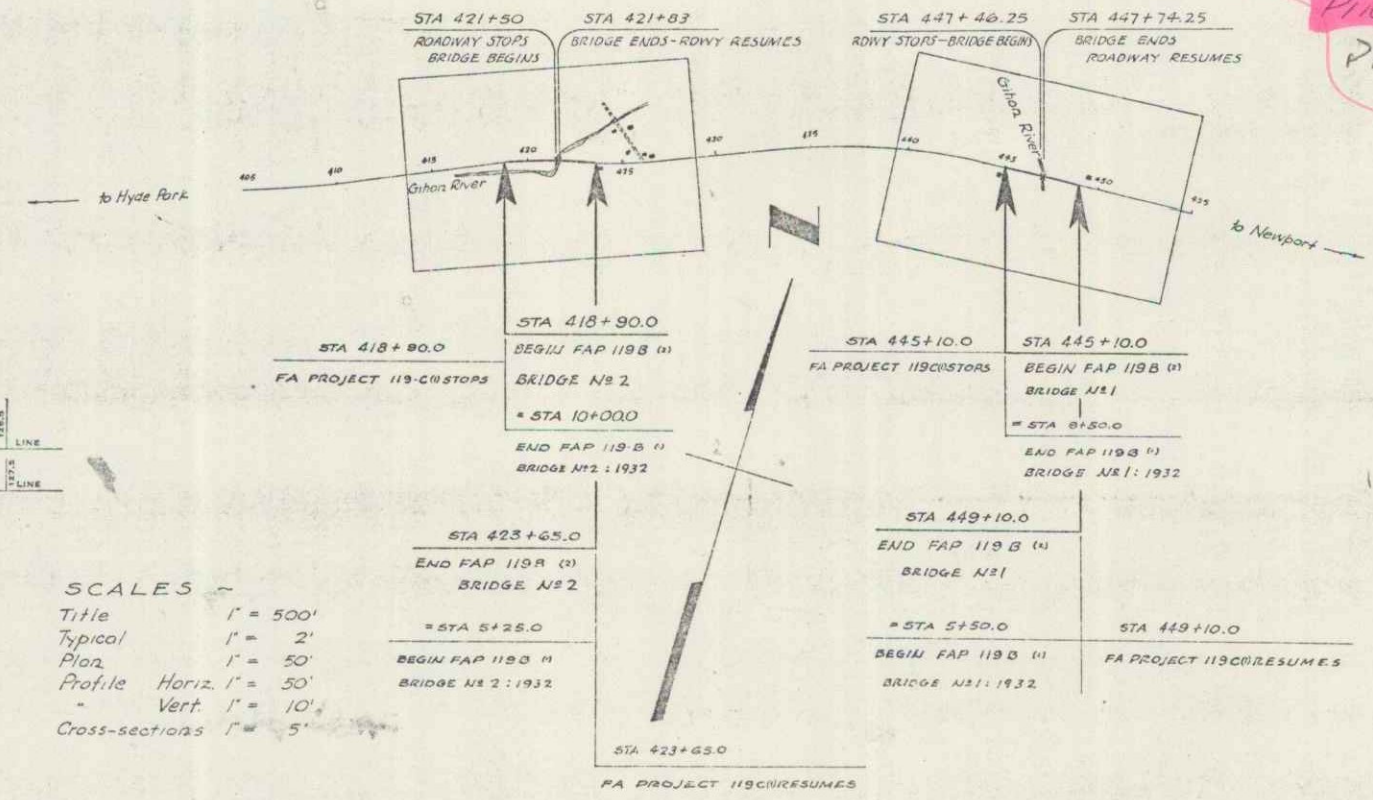 STA 421+50
ROADWAY STOPS
BRIDGE BEGINS
STA 421+83
BRIDGE ENDS-RDWY RESUMES
STA 447+46.25
RDWY STOPS-BRIDGE BEGINS
STA 447+74.25
BRIDGE ENDS
ROADWAY RESUMES
to Hyde Park
405
410
415
420
425
430
435
440
445
450
455
Gihon River
Gihon River
to Newport
N
STA 418+90.0
FA PROJECT 119-C(1) STOPS
STA 418+90.0
BEGIN FAP 119B (2)
BRIDGE No 2
= STA 10+00.0
END FAP 119-B (1)
BRIDGE No 2 : 1932
STA 423+65.0
END FAP 119B (2)
BRIDGE No 2
= STA 5+25.0
BEGIN FAP 119B (1)
BRIDGE No 2 : 1932
STA 423+65.0
FA PROJECT 119C(1) RESUMES
STA 445+10.0
FA PROJECT 119C(1) STOPS
STA 445+10.0
BEGIN FAP 119B (2)
BRIDGE No 1
= STA 8+50.0
END FAP 119B (1)
BRIDGE No 1: 1932
STA 449+10.0
END FAP 119B (2)
BRIDGE No 1
= STA 5+50.0
BEGIN FAP 119B (1)
BRIDGE No 1: 1932
STA 449+10.0
FA PROJECT 119C(1) RESUMES
LINE
127.5
LINE
SCALES ~
Title 1" = 500'
Typical 1" = 2'
Plan 1" = 50'
Profile Horiz. 1" = 50'
" Vert. 1" = 10'
Cross-sections 1" = 5'